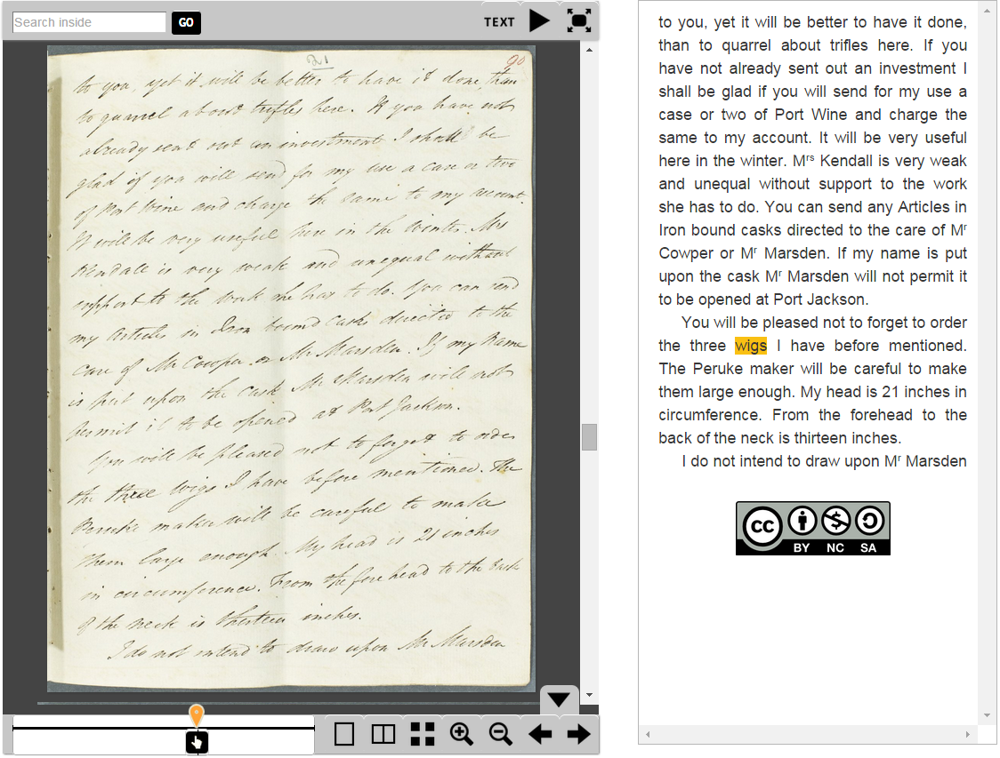 Search inside
GO
TEXT
21
90
to you, yet it will be better to have it done, than
to quarrel about trifles here. If you have not
already sent out an investment I shall be
glad if you will send for my use a case or two
of Port Wine and charge the same to my account.
It will be very useful here in the winter. Mrs
Kendall is very weak and unequal without
support to the work she has to do. You can send
any Articles in Iron bound casks directed to the
care of Mr Cowper or Mr Marsden. If my Name
is put upon the cask Mr Marsden will not
permit it to be opened at Port Jackson.
You will be pleased not to forget to order
the three wigs I have before mentioned. The
Peruke maker will be careful to make
them large enough. My head is 21 inches
in circumference. From the forehead to the back
of the neck is thirteen inches.
I do not intend to draw upon Mr Marsden
to you, yet it will be better to have it done,
than to quarrel about trifles here. If you
have not already sent out an investment I
shall be glad if you will send for my use a
case or two of Port Wine and charge the
same to my account. It will be very useful
here in the winter. Mrs Kendall is very weak
and unequal without support to the work
she has to do. You can send any Articles in
Iron bound casks directed to the care of Mr
Cowper or Mr Marsden. If my name is put
upon the cask Mr Marsden will not permit it
to be opened at Port Jackson.
You will be pleased not to forget to order
the three wigs I have before mentioned.
The Peruke maker will be careful to make
them large enough. My head is 21 inches in
circumference. From the forehead to the
back of the neck is thirteen inches.
I do not intend to draw upon Mr Marsden
CC
BY NC SA